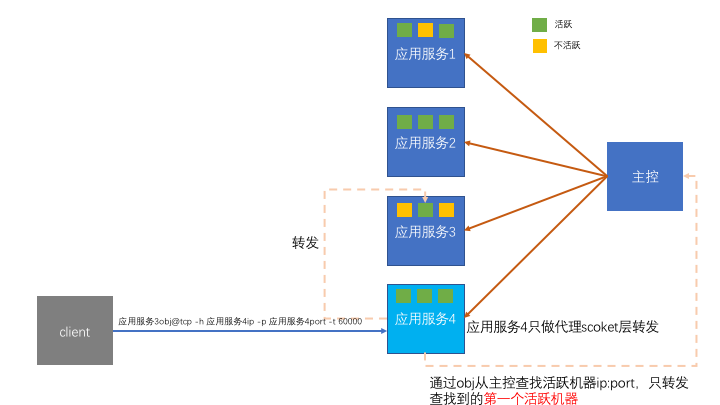 活跃
不活跃
应用服务1
应用服务2
主控
应用服务3
转发
应用服务3obj@tcp -h 应用服务4ip -p 应用服务4port -t 60000
应用服务4
应用服务4只做代理scoket层转发
client
通过obj从主控查找活跃机器ip:port，只转发
查找到的第一个活跃机器